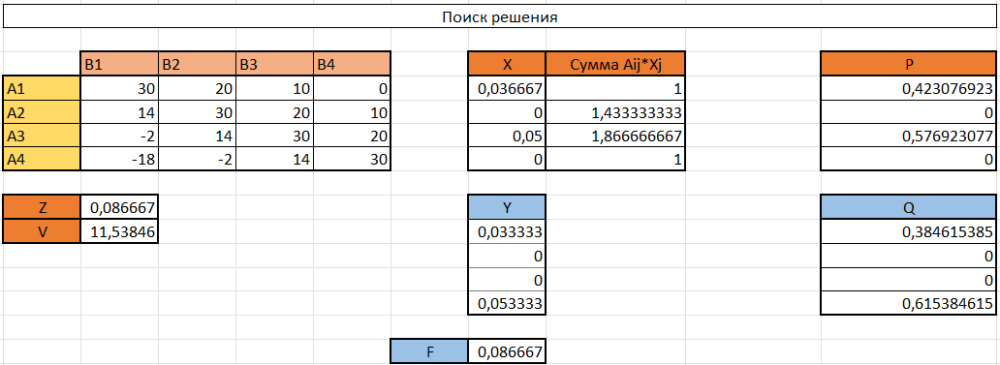 Поиск решения
B1 B2 B3 B4 X Сумма Aij*Xj P
A1 30 20 10 0 0,036667 1 0,423076923
A2 14 30 20 10 0 1,433333333 0
A3 -2 14 30 20 0,05 1,866666667 0,576923077
A4 -18 -2 14 30 0 1 0
Z 0,086667 Y Q
V 11,53846 0,033333 0,384615385
0 0
0 0
0,053333 0,615384615
F 0,086667